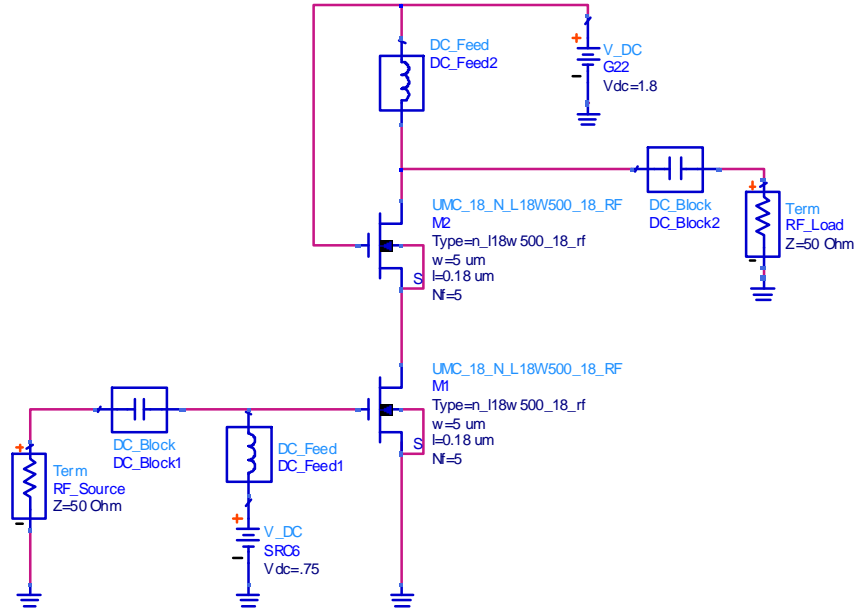 DC_Feed
DC_Feed2
+
V_DC
G22
Vdc=1.8
DC_Block
DC_Block2
+
Term
RF_Load
Z=50 Ohm
UMC_18_N_L18W500_18_RF
M2
Type=n_l18w500_18_rf
w=5 um
l=0.18 um
Nf=5
S
UMC_18_N_L18W500_18_RF
M1
Type=n_l18w500_18_rf
w=5 um
l=0.18 um
Nf=5
S
DC_Block
DC_Block1
DC_Feed
DC_Feed1
+
Term
RF_Source
Z=50 Ohm
+
V_DC
SRC6
Vdc=.75